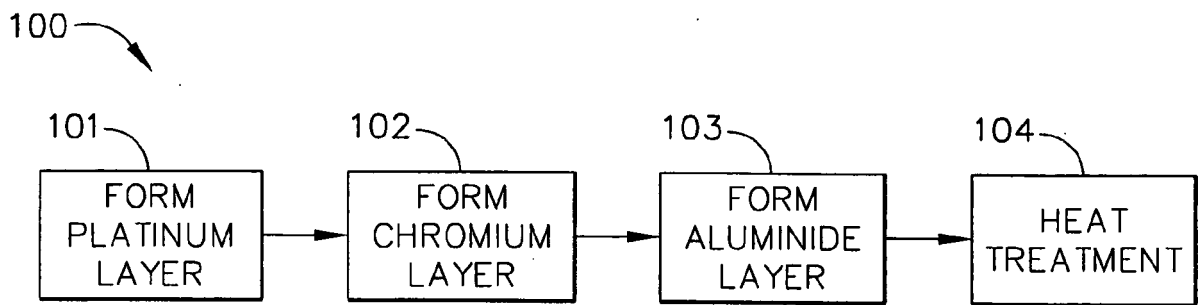 100
101
102
103
104
FORM
PLATINUM
LAYER
FORM
CHROMIUM
LAYER
FORM
ALUMINIDE
LAYER
HEAT
TREATMENT